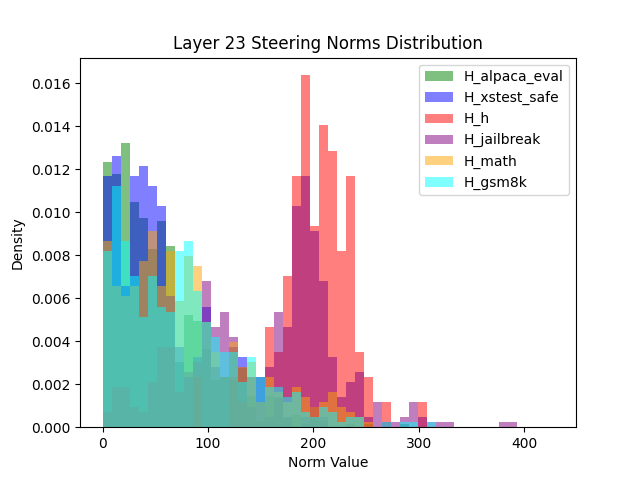 Layer 23 Steering Norms Distribution
H_alpaca_eval
H_xstest_safe
H_h
H_jailbreak
H_math
H_gsm8k
0.016
0.014
0.012
0.010
0.008
0.006
0.004
0.002
0.000
Density
0
100
200
300
400
Norm Value